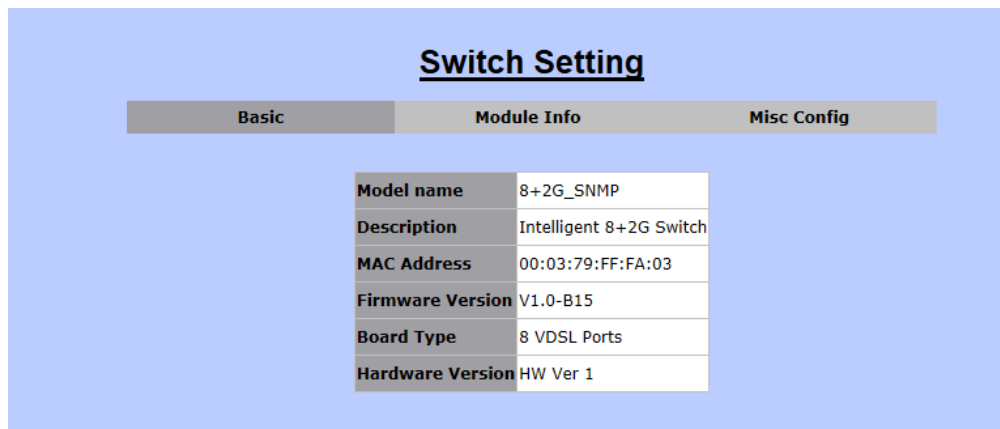 Switch Setting
Basic Module Info Misc Config
Model name 8+2G_SNMP
Description Intelligent 8+2G Switch
MAC Address 00:03:79:FF:FA:03
Firmware Version V1.0-B15
Board Type 8 VDSL Ports
Hardware Version HW Ver 1